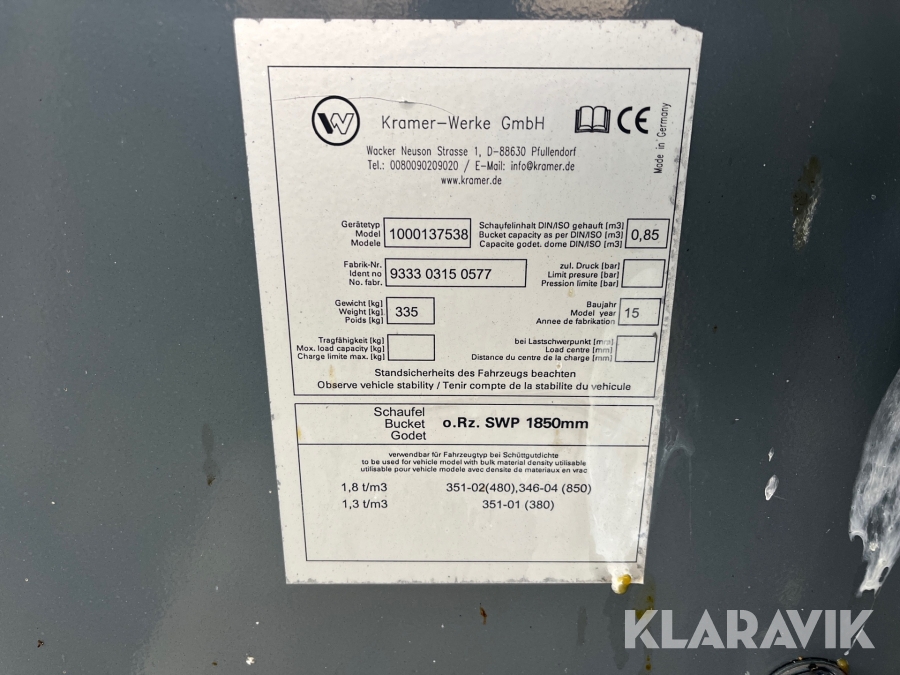 W
Kramer-Werke GmbH
CE
Made in Germany
Wacker Neuson Strasse 1, D-88630 Pfullendorf
Tel.: 0080090209020 / E-Mail: info@kramer.de
www.kramer.de
Gerätetyp
Model
Modele
1000137538
Schaufelinhalt DIN/ISO gehauft [m3]
Bucket capacity as per DIN/ISO [m3]
Capacite godet. dome DIN/ISO [m3]
0,85
Fabrik-Nr.
Ident no
No. fabr.
9333 0315 0577
zul. Druck [bar]
Limit presure [bar]
Pression limite [bar]
Gewicht [kg]
Weight [kg]
Poids [kg]
335
Baujahr
Model year
Annee de fabrikation
15
Tragfähigkeit [kg]
Mox. load capacity [kg]
Charge limite max. [kg]
bei Lastschwerpunkt [mm]
Load centre [mm]
Distance du centre de la charge [mm]
Standsicherheit des Fahrzeugs beachten
Observe vehicle stability / Tenir compte de la stabilite du vehicule
Schaufel
Bucket
Godet
o.Rz. SWP 1850mm
verwendbar für Fahrzeugtyp bei Schüttgutdichte
to be used for vehicle model with bulk material density utilisable
utilisable pour vehicle modele avec densite de materiaux en vrac
1,8 t/m3 351-02(480),346-04 (850)
1,3 t/m3 351-01 (380)
KLARAVIK